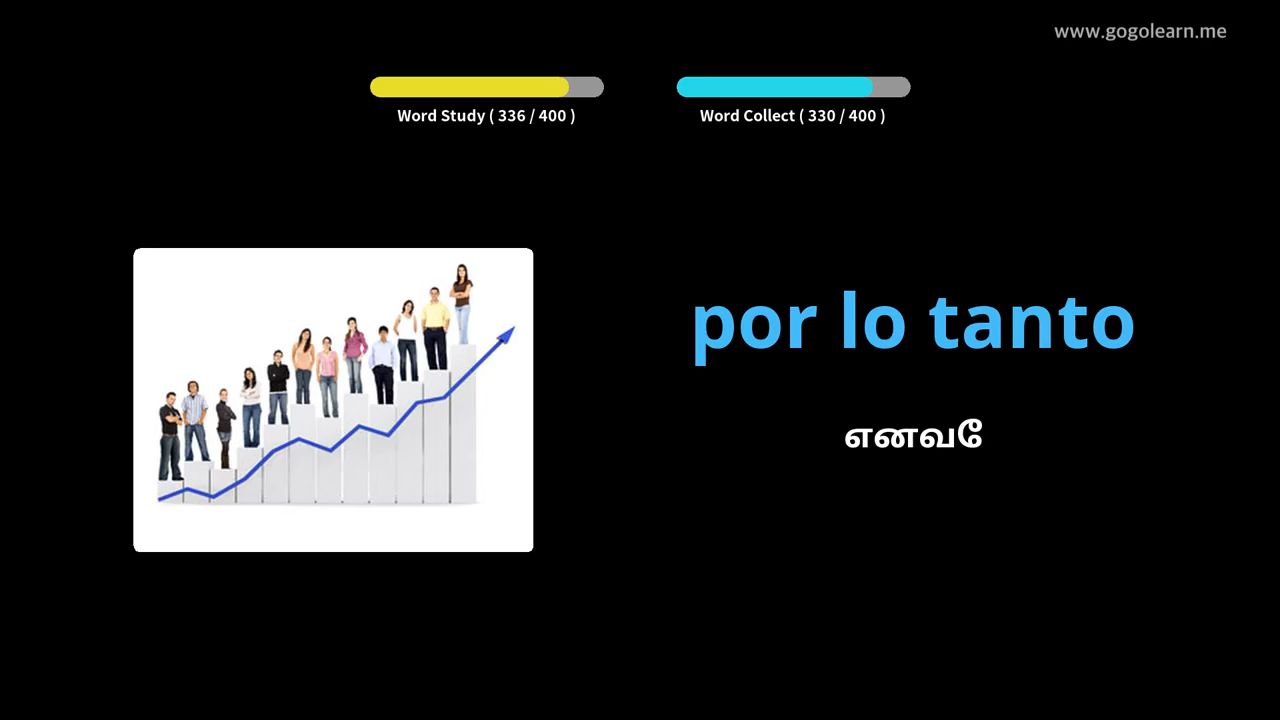 www.gogolearn.me
Word Study ( 336 / 400 )
Word Collect ( 330 / 400 )
por lo tanto
எனவே